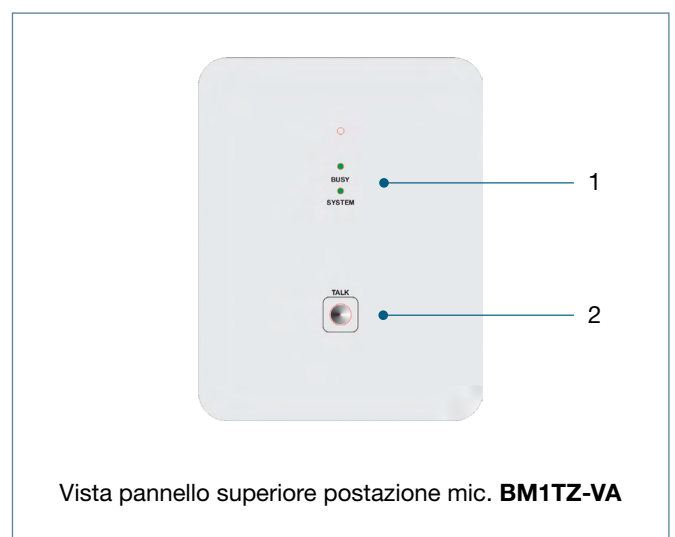 BUSY
1
SYSTEM
TALK
2
Vista pannello superiore postazione mic. BM1TZ-VA